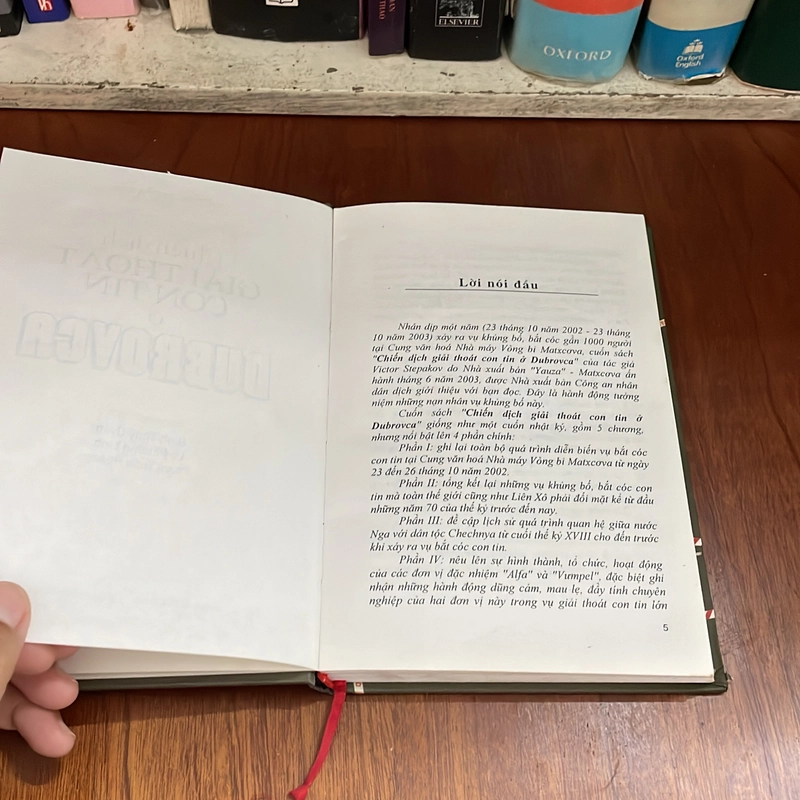 ELSEVIER
OXFORD
Oxford
English
GIẢI THOÁT
CON TIN
DUBROVCA
Lời nói đầu
Nhân dịp một năm (23 tháng 10 năm 2002 - 23 tháng
10 năm 2003) xảy ra vụ khủng bố, bắt cóc gần 1000 người
tại Cung văn hoá Nhà máy Vòng bi Matxcơva, cuốn sách
"Chiến dịch giải thoát con tin ở Dubrovca" của tác giả
Victor Stepakov do Nhà xuất bản "Yauza" - Matxcơva ấn
hành tháng 6 năm 2003, được Nhà xuất bản Công an nhân
dân dịch giới thiệu với bạn đọc. Đây là hành động tưởng
niệm những nạn nhân vụ khủng bố này.
Cuốn sách "Chiến dịch giải thoát con tin ở
Dubrovca" giống như một cuốn nhật ký, gồm 5 chương,
nhưng nổi bật lên 4 phần chính:
Phần I: ghi lại toàn bộ quá trình diễn biến vụ bắt cóc
con tin tại Cung văn hoá Nhà máy Vòng bi Matxcơva từ ngày
23 đến 26 tháng 10 năm 2002.
Phần II: tổng kết lại những vụ khủng bố, bắt cóc con
tin mà toàn thế giới cũng như Liên Xô phải đối mặt kể từ đầu
những năm 70 của thế kỷ trước đến nay.
Phần III: đề cập lịch sử quá trình quan hệ giữa nước
Nga với dân tộc Chechnya từ cuối thế kỷ XVIII cho đến trước
khi xảy ra vụ bắt cóc con tin.
Phần IV: nêu lên sự hình thành, tổ chức, hoạt động
của các đơn vị đặc nhiệm "Alfa" và "Vưmpel", đặc biệt ghi
nhận những hành động dũng cảm, mau lẹ, đầy tính chuyên
nghiệp của hai đơn vị này trong vụ giải thoát con tin lớn
5